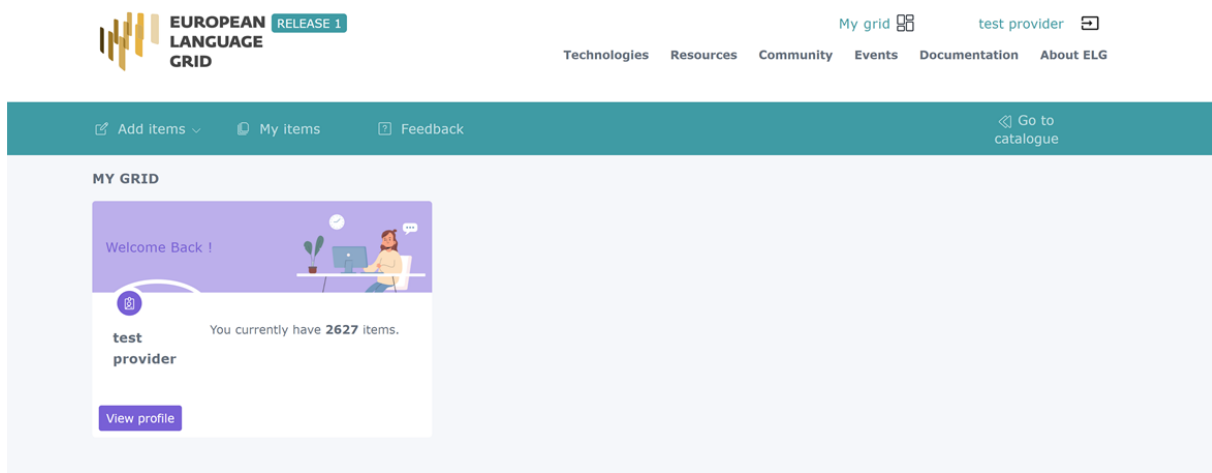 EUROPEAN RELEASE 1
LANGUAGE
GRID
My grid test provider
Technologies Resources Community Events Documentation About ELG
Add items My items Feedback Go to
catalogue
MY GRID
Welcome Back !
You currently have 2627 items.
test
provider
View profile